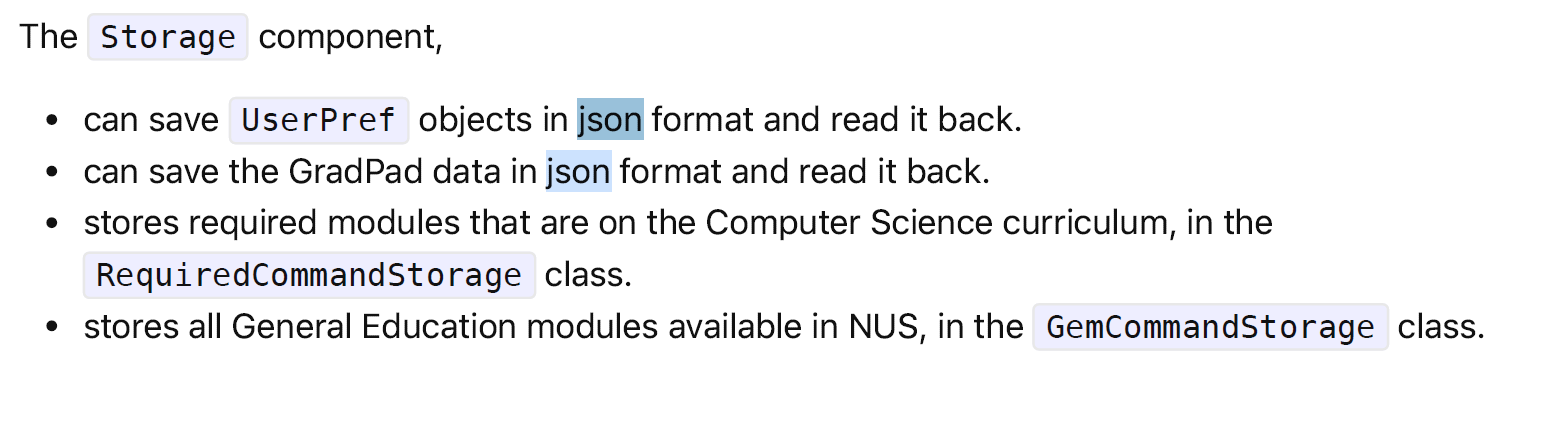 The Storage component,
• can save UserPref objects in json format and read it back.
• can save the GradPad data in json format and read it back.
• stores required modules that are on the Computer Science curriculum, in the
RequiredCommandStorage class.
• stores all General Education modules available in NUS, in the GemCommandStorage class.